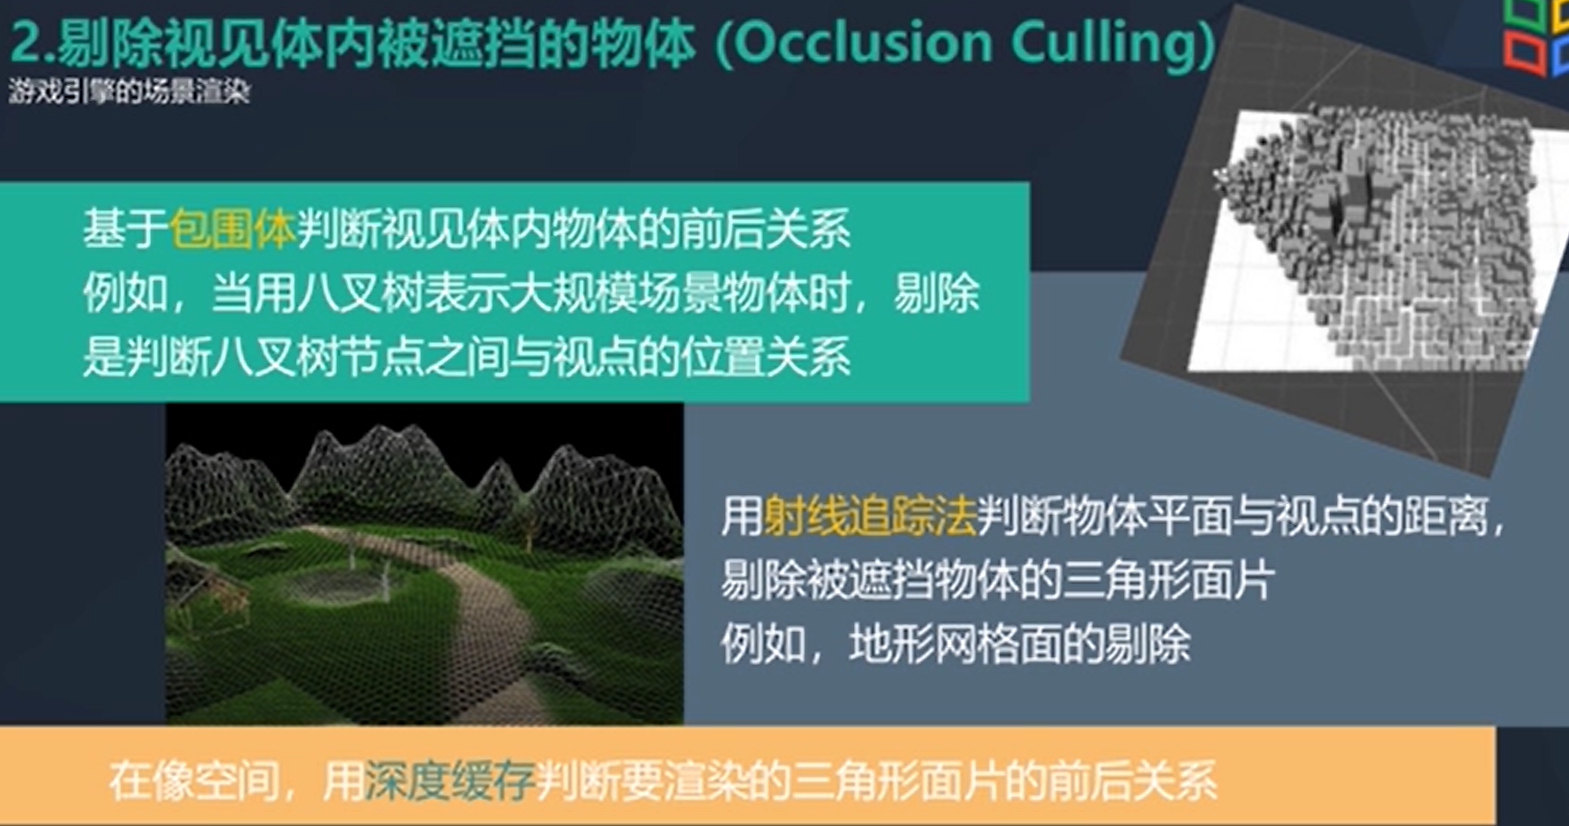 2.剔除视见体内被遮挡的物体 (Occlusion Culling)
游戏引擎的场景渲染
基于包围体判断视见体内物体的前后关系
例如，当用八叉树表示大规模场景物体时，剔除
是判断八叉树节点之间与视点的位置关系
用射线追踪法判断物体平面与视点的距离，
剔除被遮挡物体的三角形面片
例如，地形网格面的剔除
在像空间，用深度缓存判断要渲染的三角形面片的前后关系